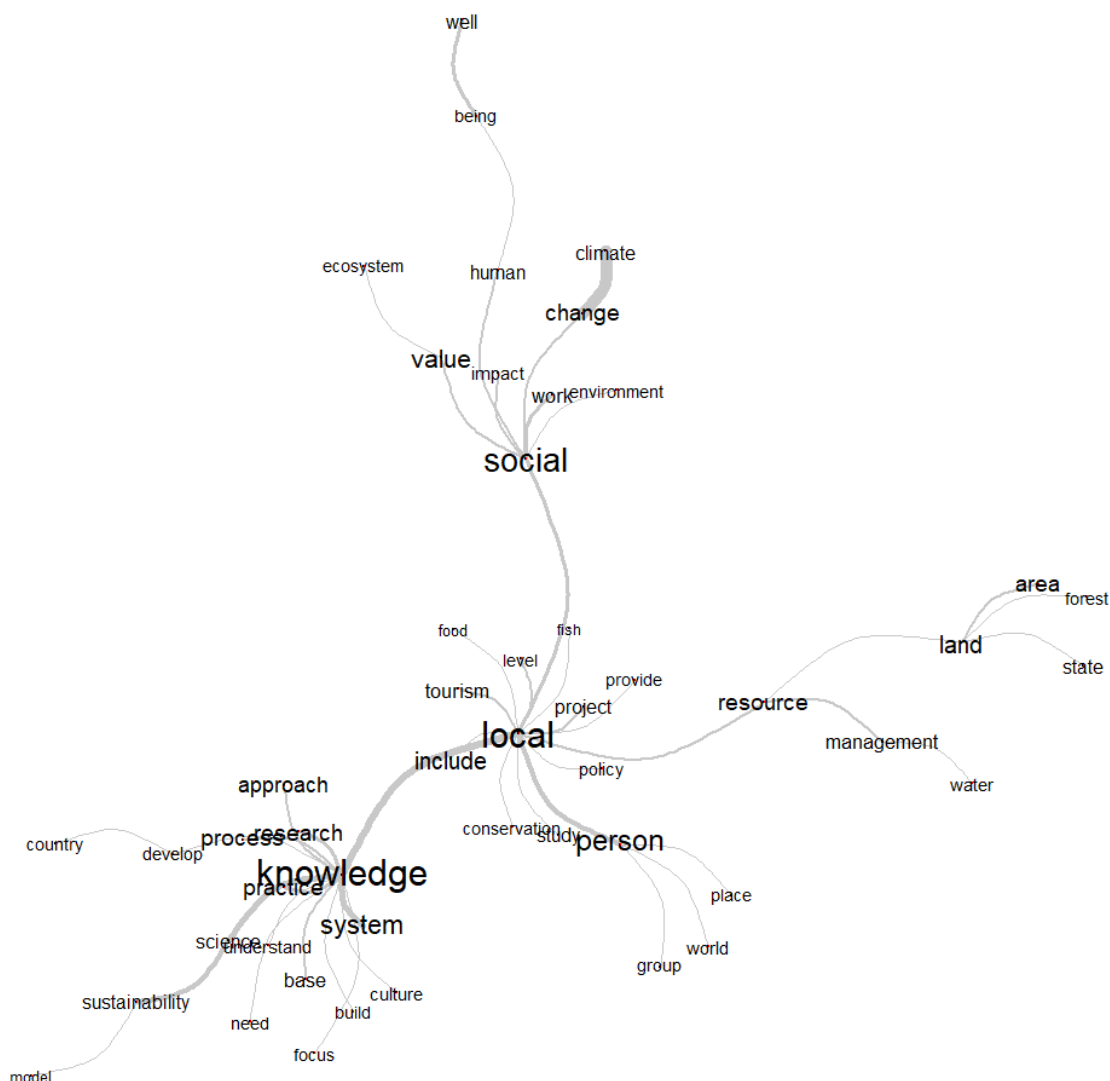 well
being
climate
ecosystem
human
change
value
impact
work
environment
social
area
forest
food
fish
land
level
state
provide
tourism
resource
project
local
management
include
policy
approach
water
conservation
study
process
research
person
country
develop
knowledge
practice
place
system
science
understand
world
group
base
culture
sustainability
build
need
focus
model